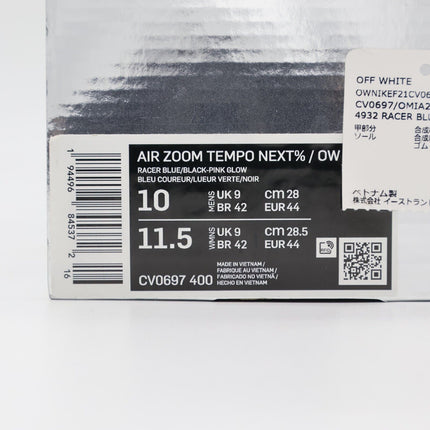 OFF WHITE
OWNIKEF21CV06
CV0697/OMIA2
4932 RACER BLU
甲部分 合成
ソール 合成
ゴム
ベトナム製
株式会社 イーストランド
AIR ZOOM TEMPO NEXT% / OW
RACER BLUE/BLACK-PINK GLOW
BLEU COUREUR/LUEUR VERTE/NOIR
10 MENS UK 9 CM 28
BR 42 EUR 44
11.5 WMNS UK 9 CM 28.5
BR 42 EUR 44
CV0697 400
MADE IN VIETNAM /
FABRIQUE AU VIETNAM /
FABRICADO NO VIETNÃ /
HECHO EN VIETNAM
1 94496 84537 2
16